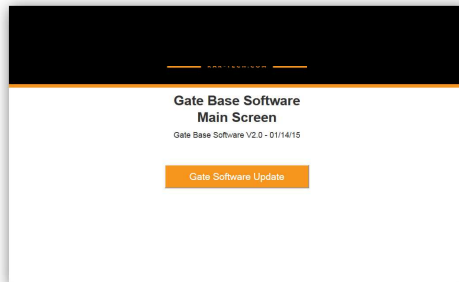 Gate Base Software
Main Screen
Gate Base Software V2.0 - 01/14/15
Gate Software Update